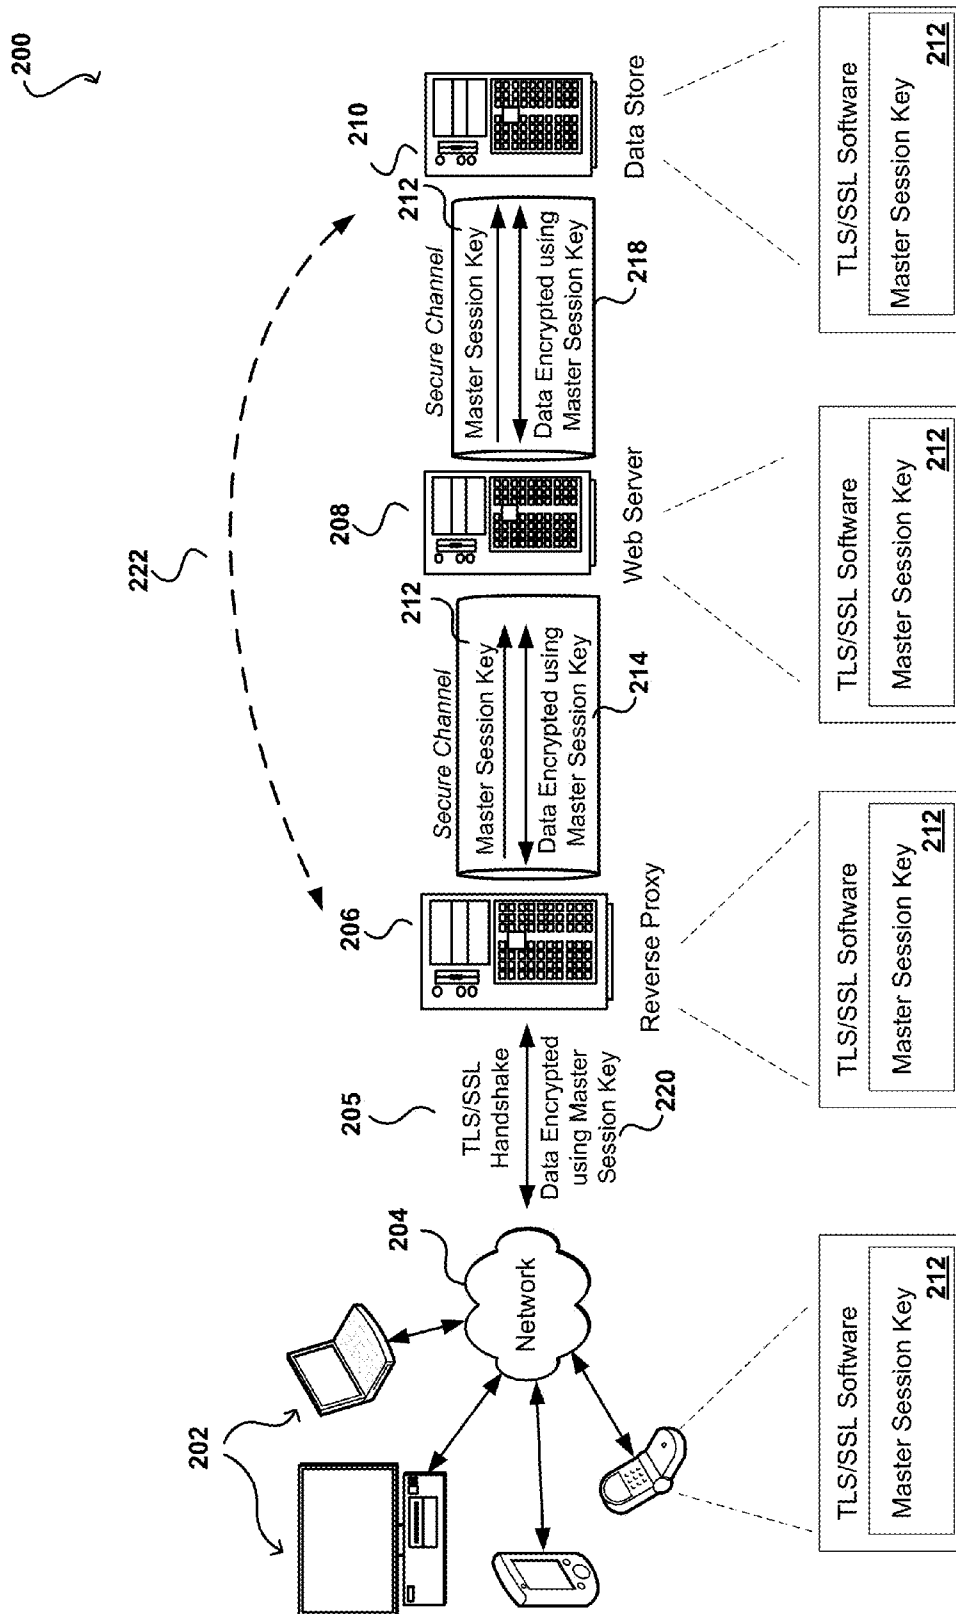 200
222
202
204
Network
205
TLS/SSL
Handshake
Data Encrypted
using Master
Session Key
220
206
Reverse Proxy
Secure Channel
Master Session Key
212
Data Encrypted using
Master Session Key
214
208
Web Server
Secure Channel
Master Session Key
212
Data Encrypted using
Master Session Key
218
210
Data Store
TLS/SSL Software
Master Session Key
212
TLS/SSL Software
Master Session Key
212
TLS/SSL Software
Master Session Key
212
TLS/SSL Software
Master Session Key
212